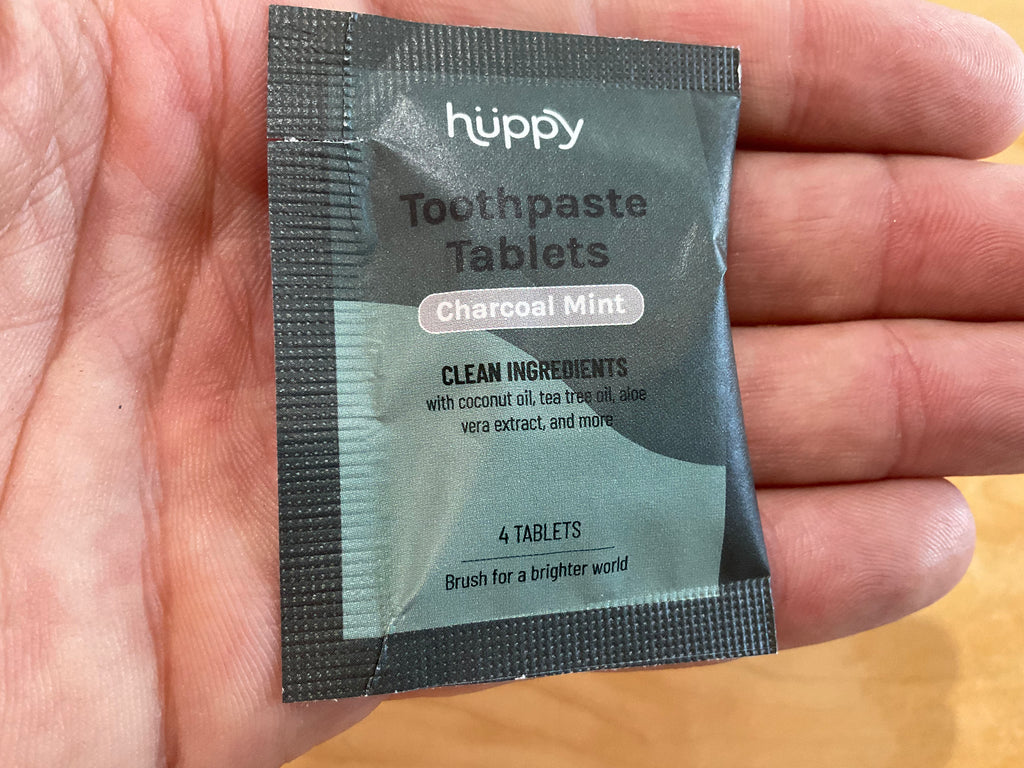 hüppy
Toothpaste
Tablets
Charcoal Mint
CLEAN INGREDIENTS
with coconut oil, tea tree oil, aloe
vera extract, and more
4 TABLETS
Brush for a brighter world